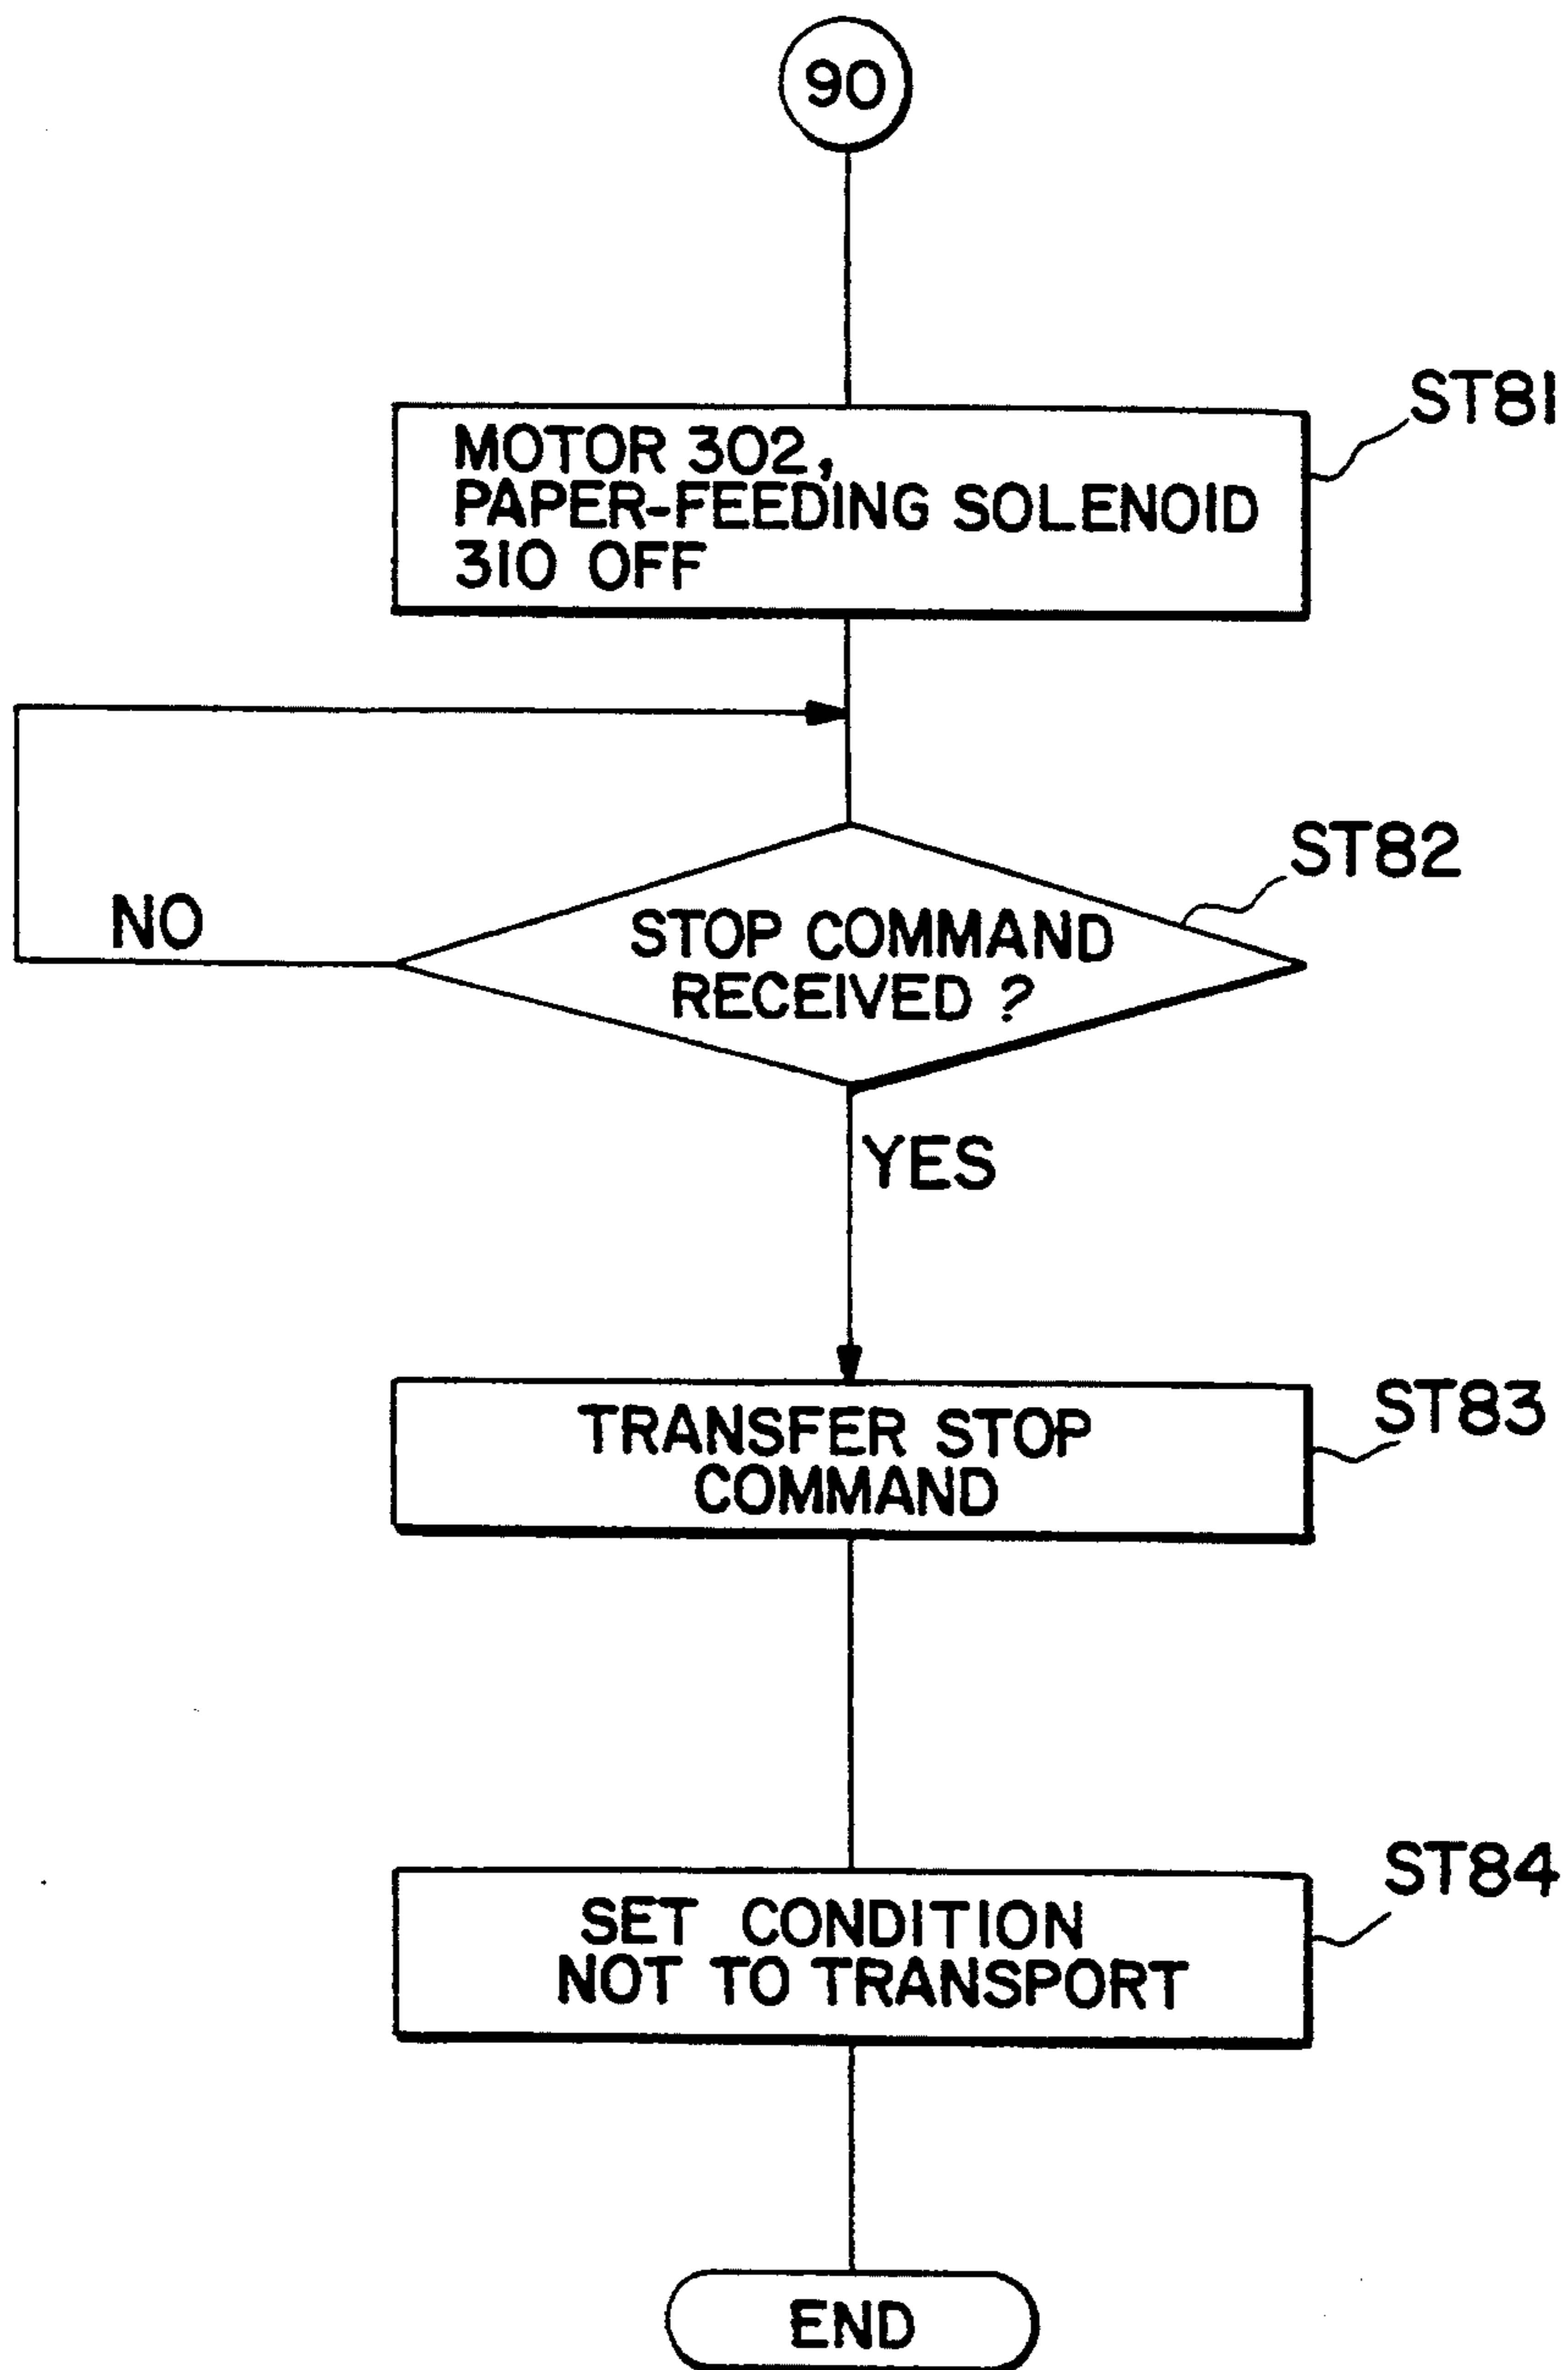 90
MOTOR 302,
PAPER-FEEDING SOLENOID
310 OFF
ST81
NO
STOP COMMAND
RECEIVED ?
ST82
YES
TRANSFER STOP
COMMAND
ST83
SET CONDITION
NOT TO TRANSPORT
ST84
END